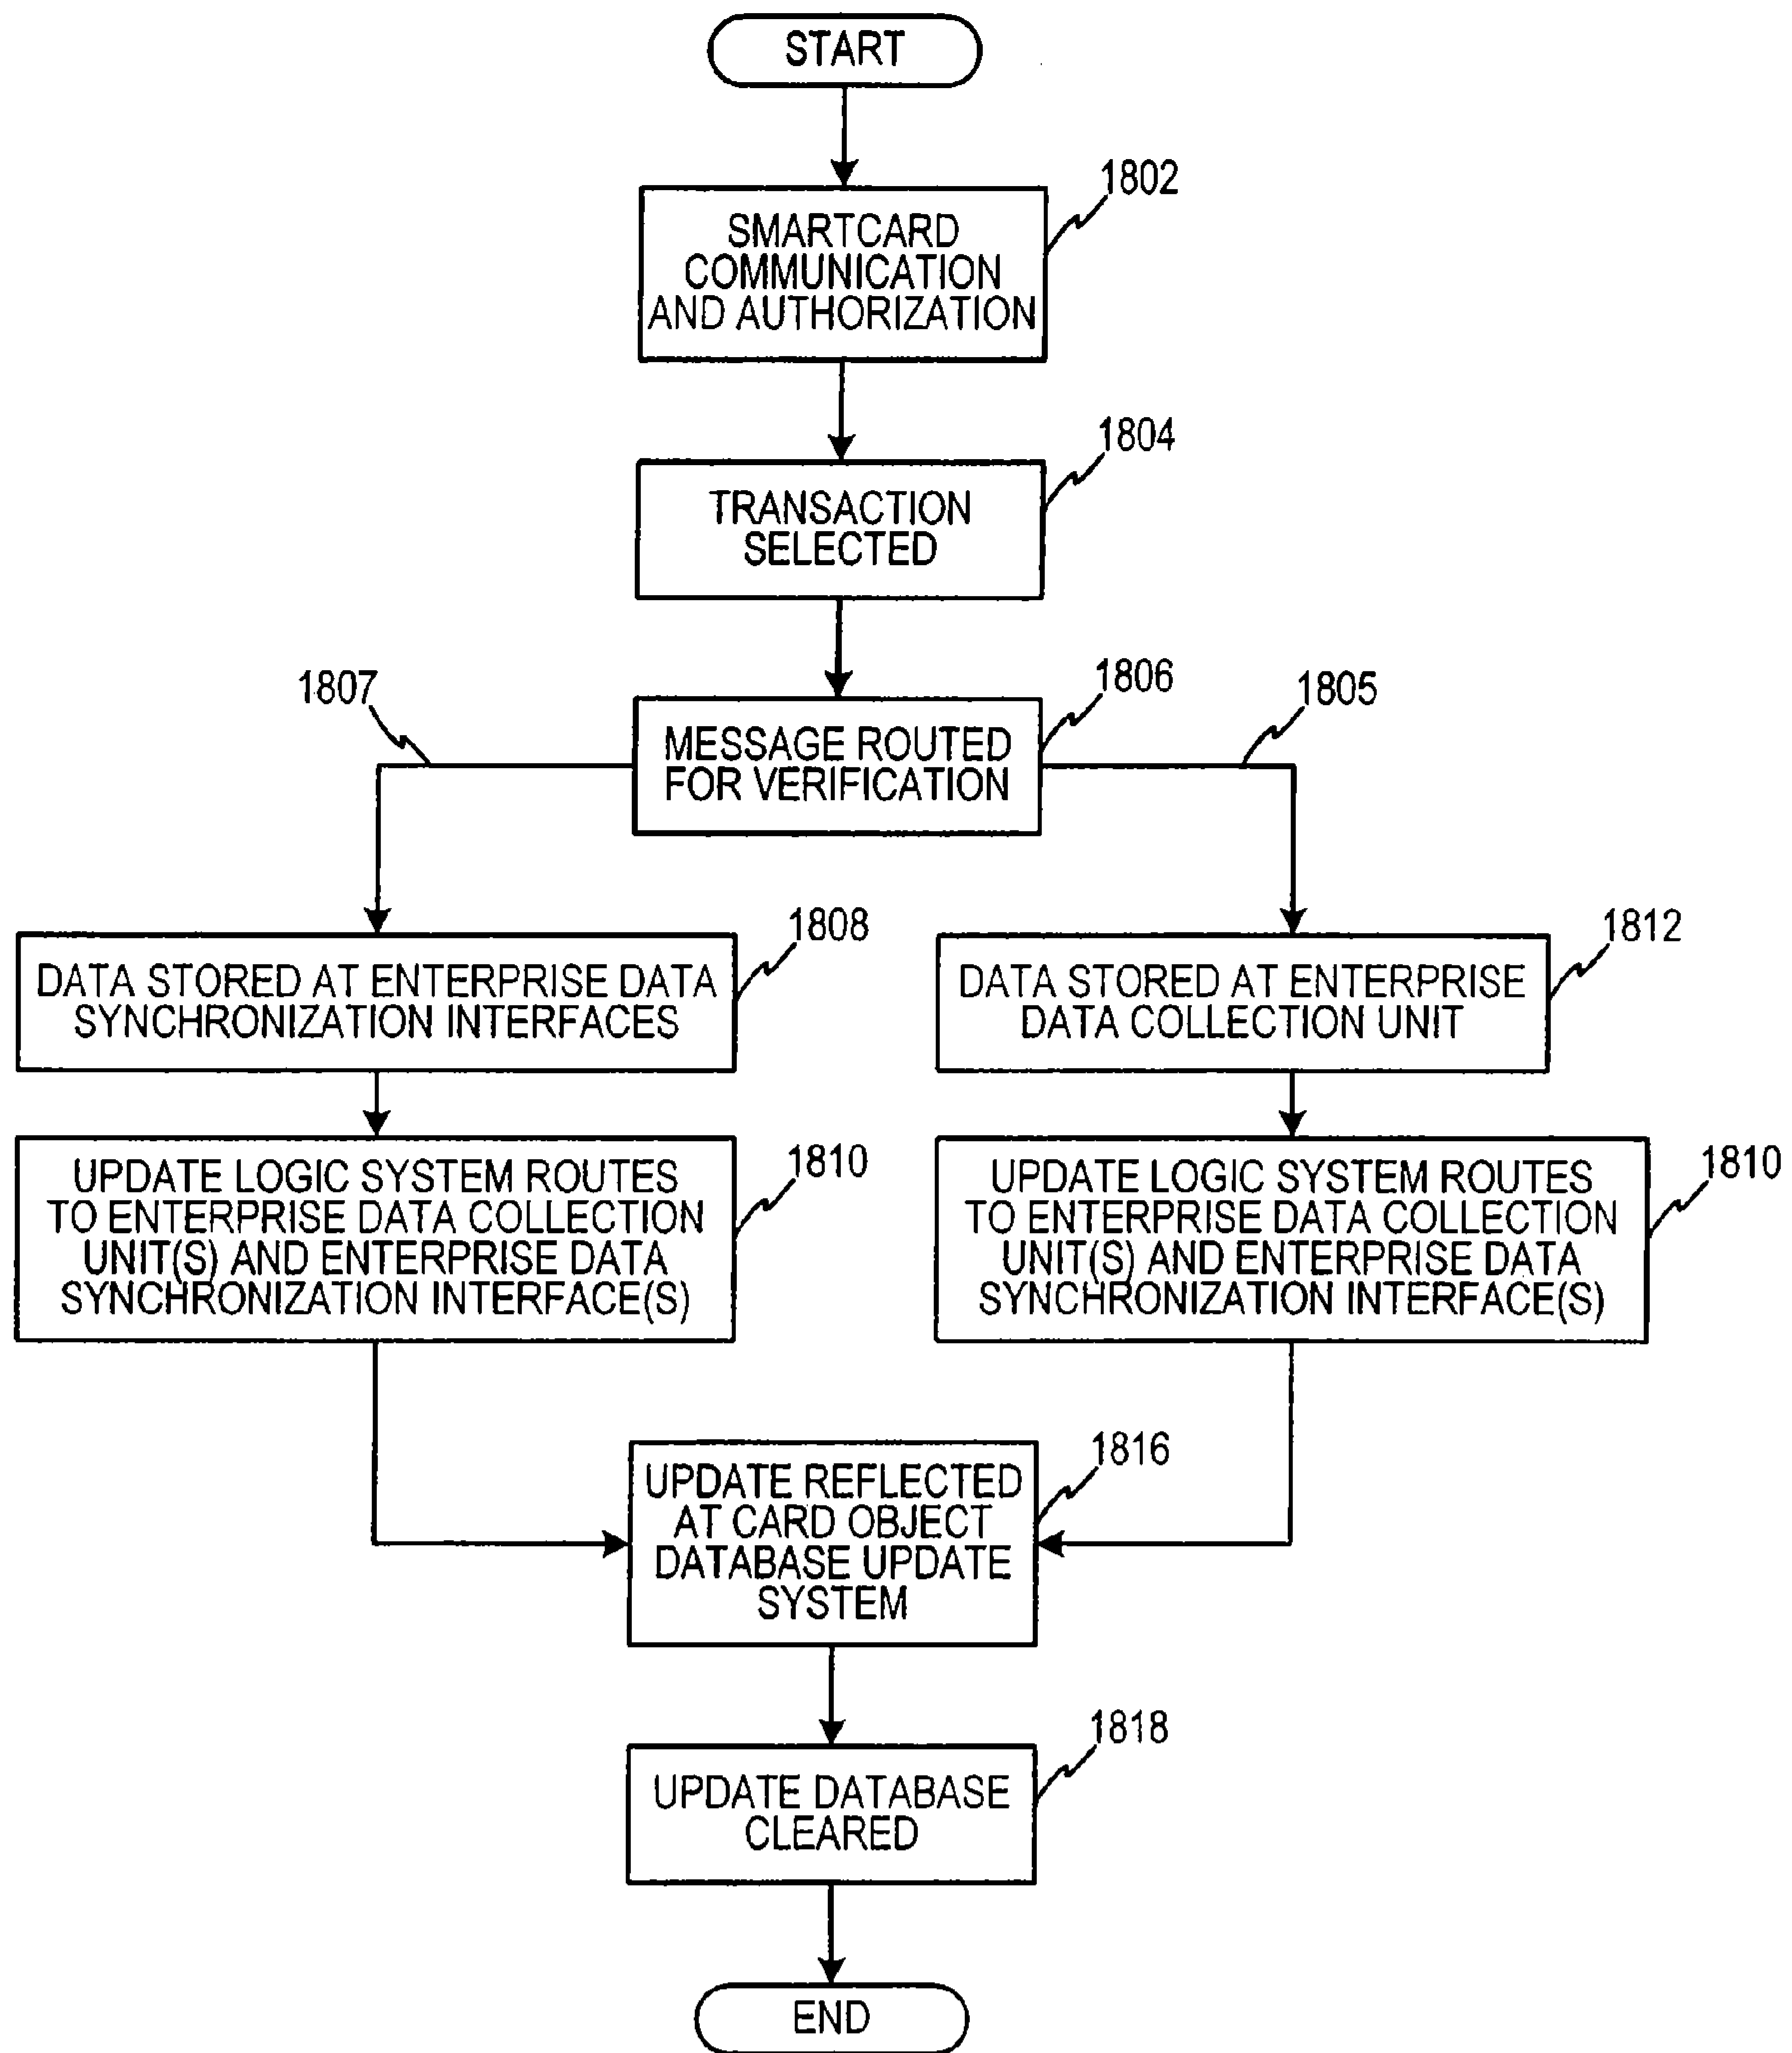 START
1802
SMARTCARD
COMMUNICATION
AND AUTHORIZATION
1804
TRANSACTION
SELECTED
1807
1806
1805
MESSAGE ROUTED
FOR VERIFICATION
1808
DATA STORED AT ENTERPRISE DATA
SYNCHRONIZATION INTERFACES
1812
DATA STORED AT ENTERPRISE
DATA COLLECTION UNIT
1810
UPDATE LOGIC SYSTEM ROUTES
TO ENTERPRISE DATA COLLECTION
UNIT(S) AND ENTERPRISE DATA
SYNCHRONIZATION INTERFACE(S)
1810
UPDATE LOGIC SYSTEM ROUTES
TO ENTERPRISE DATA COLLECTION
UNIT(S) AND ENTERPRISE DATA
SYNCHRONIZATION INTERFACE(S)
1816
UPDATE REFLECTED
AT CARD OBJECT
DATABASE UPDATE
SYSTEM
1818
UPDATE DATABASE
CLEARED
END